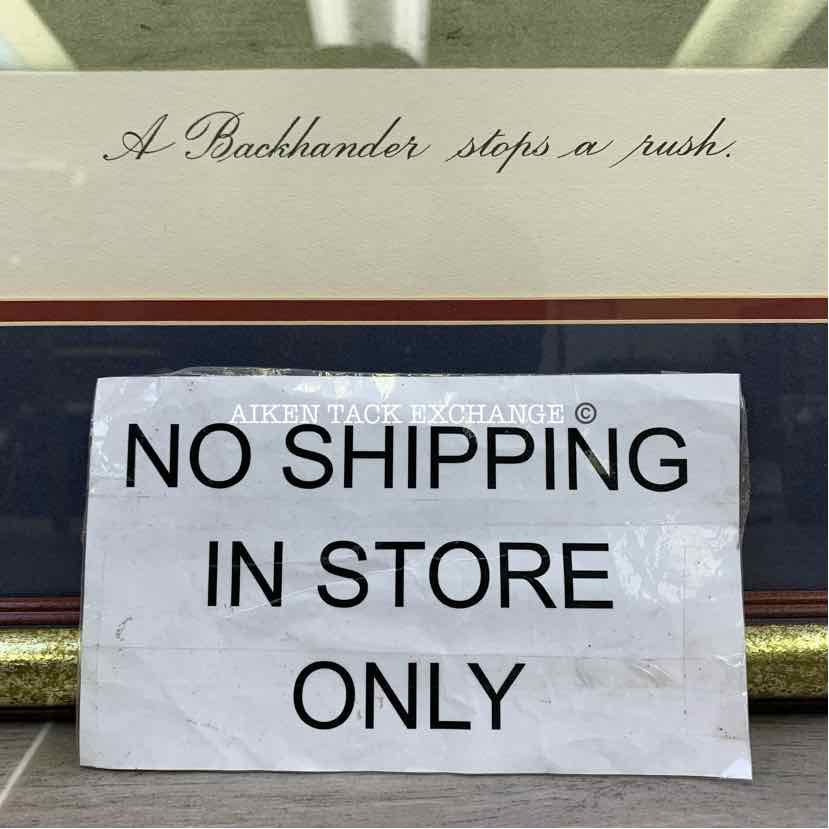 A Backhander stops a rush.
AIKEN TACK EXCHANGE ©
NO SHIPPING
IN STORE
ONLY